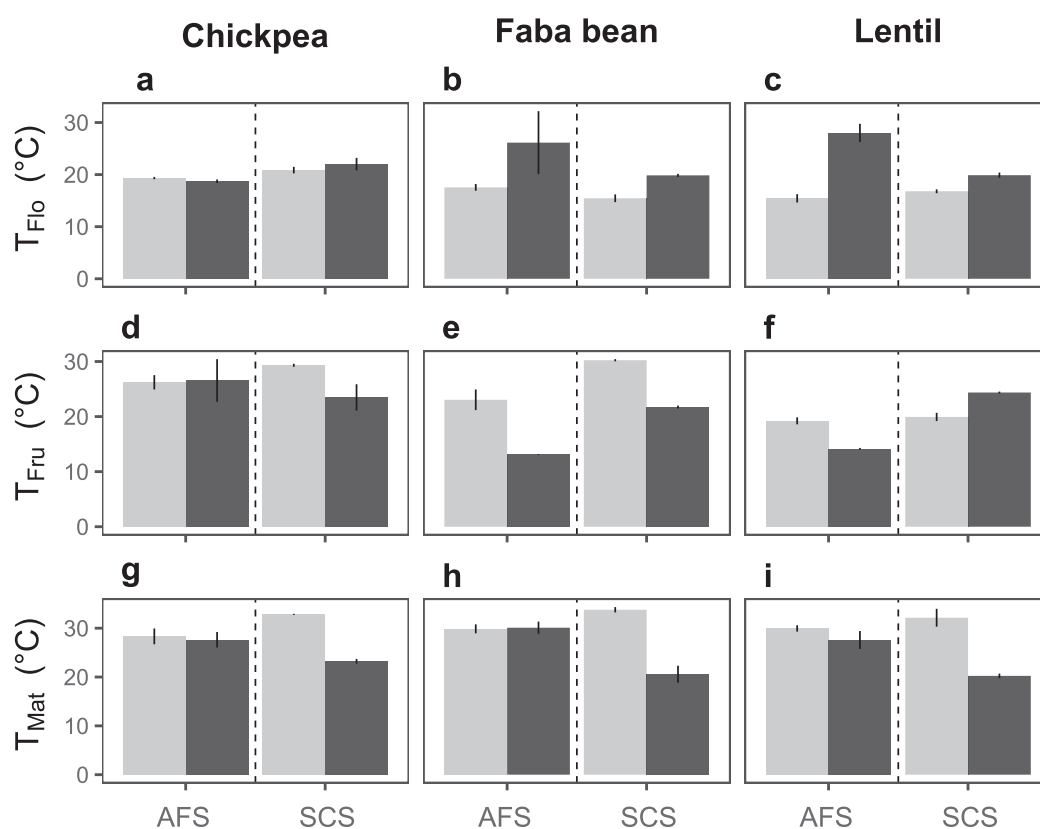 Chickpea Faba bean Lentil
a b c
T_Flo (°C)
30
20
10
0
d e f
T_Fru (°C)
30
20
10
0
g h i
T_Mat (°C)
30
20
10
0
AFS SCS AFS SCS AFS SCS